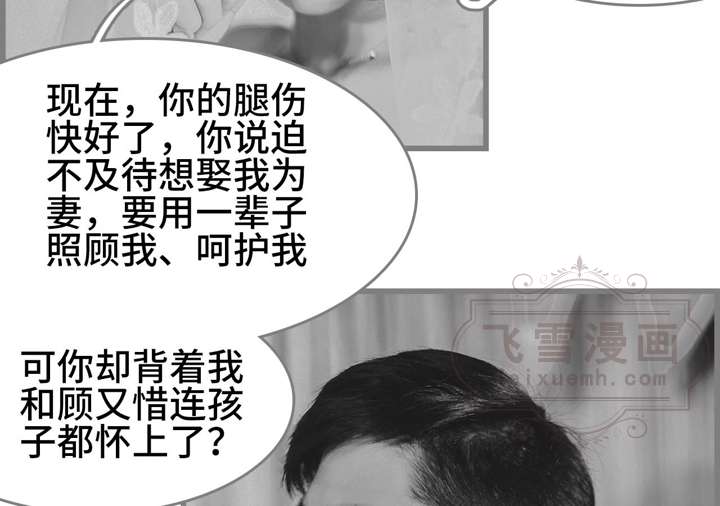 现在，你的腿伤
快好了，你说迫
不及待想娶我为
妻，要用一辈子
照顾我、呵护我
飞雪漫画
eixuemh.com
可你却背着我
和顾又惜连孩
子都怀上了？